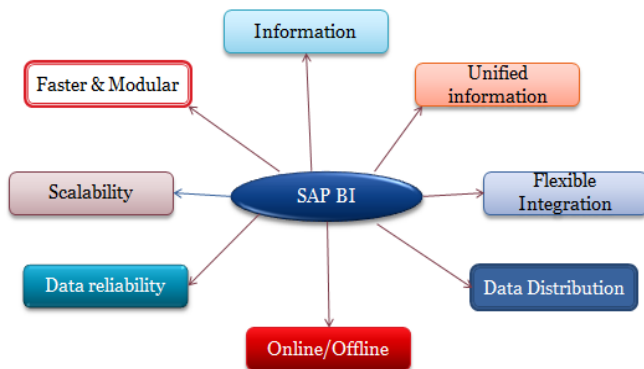 Information
Faster & Modular
Unified
information
Scalability
SAP BI
Flexible
Integration
Data reliability
Data Distribution
Online/Offline